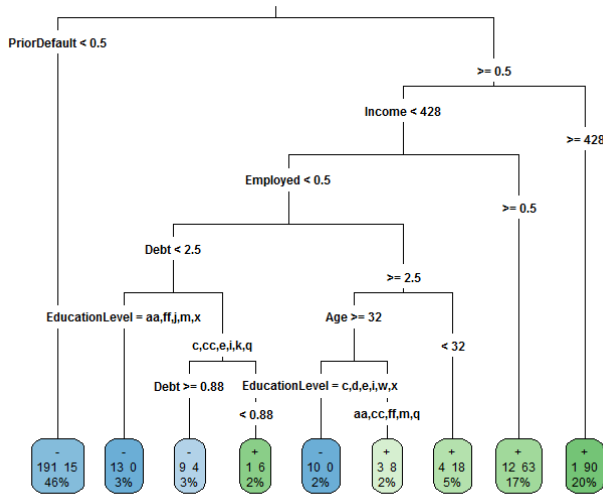 PriorDefault < 0.5
>= 0.5
Income < 428
>= 428
Employed < 0.5
>= 0.5
Debt < 2.5
>= 2.5
EducationLevel = aa,ff,j,m,x
Age >= 32
c,cc,e,i,k,q
< 32
Debt >= 0.88
EducationLevel = c,d,e,i,w,x
< 0.88
aa,cc,ff,m,q
- - - + - + + + +
191 15 13 0 9 4 1 6 10 0 3 8 4 18 12 63 1 90
46% 3% 3% 2% 2% 2% 5% 17% 20%